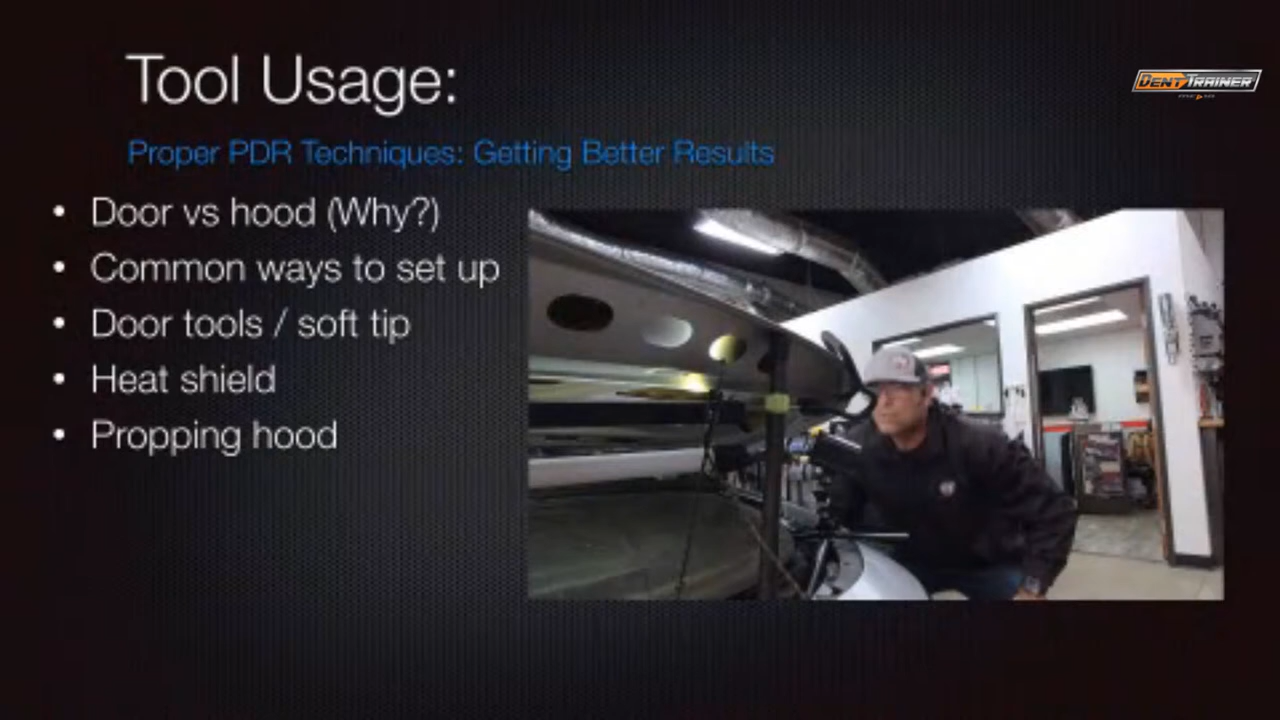 Tool Usage:
DENT TRAINER
Proper PDR Techniques: Getting Better Results
• Door vs hood (Why?)
• Common ways to set up
• Door tools / soft tip
• Heat shield
• Propping hood